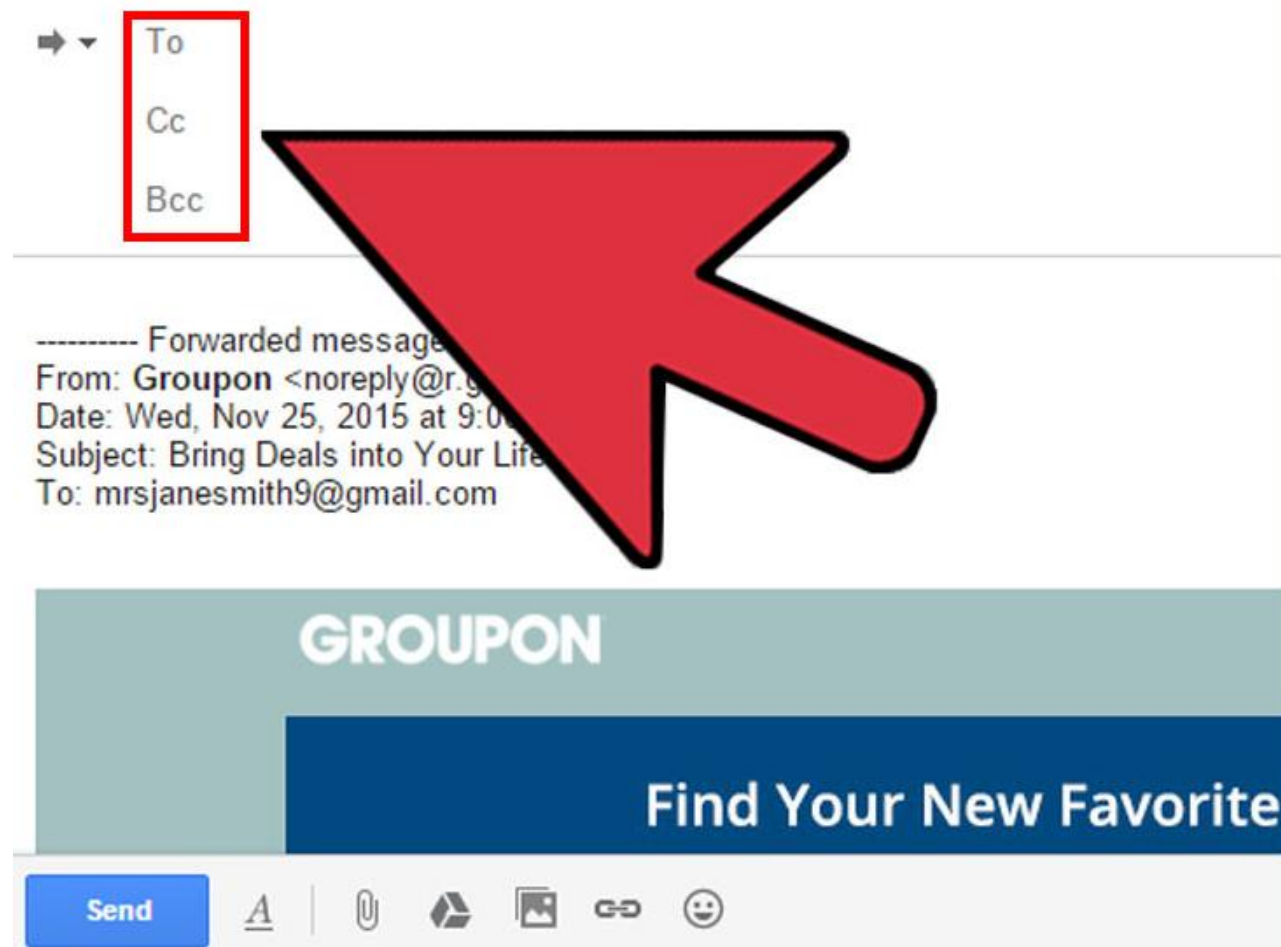 To
Cc
Bcc
---------- Forwarded message
From: Groupon <noreply@r.g
Date: Wed, Nov 25, 2015 at 9:0
Subject: Bring Deals into Your Life
To: mrsjanesmith9@gmail.com
GROUPON
Find Your New Favorite
Send A